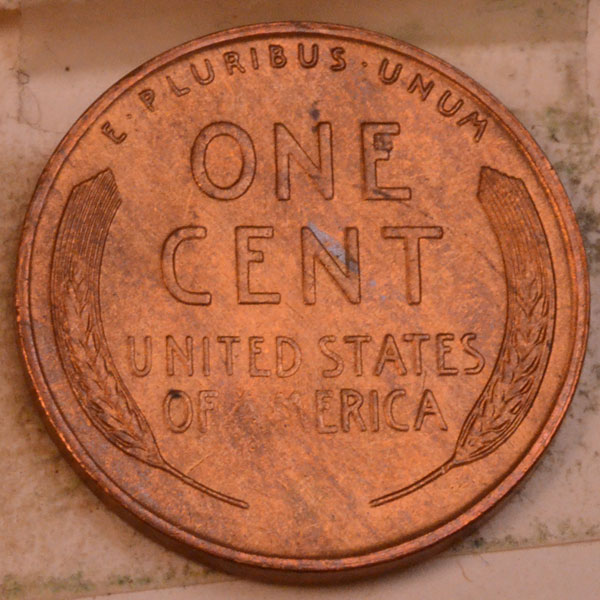 E · PLURIBUS · UNUM
ONE
CENT
UNITED STATES
OF AMERICA